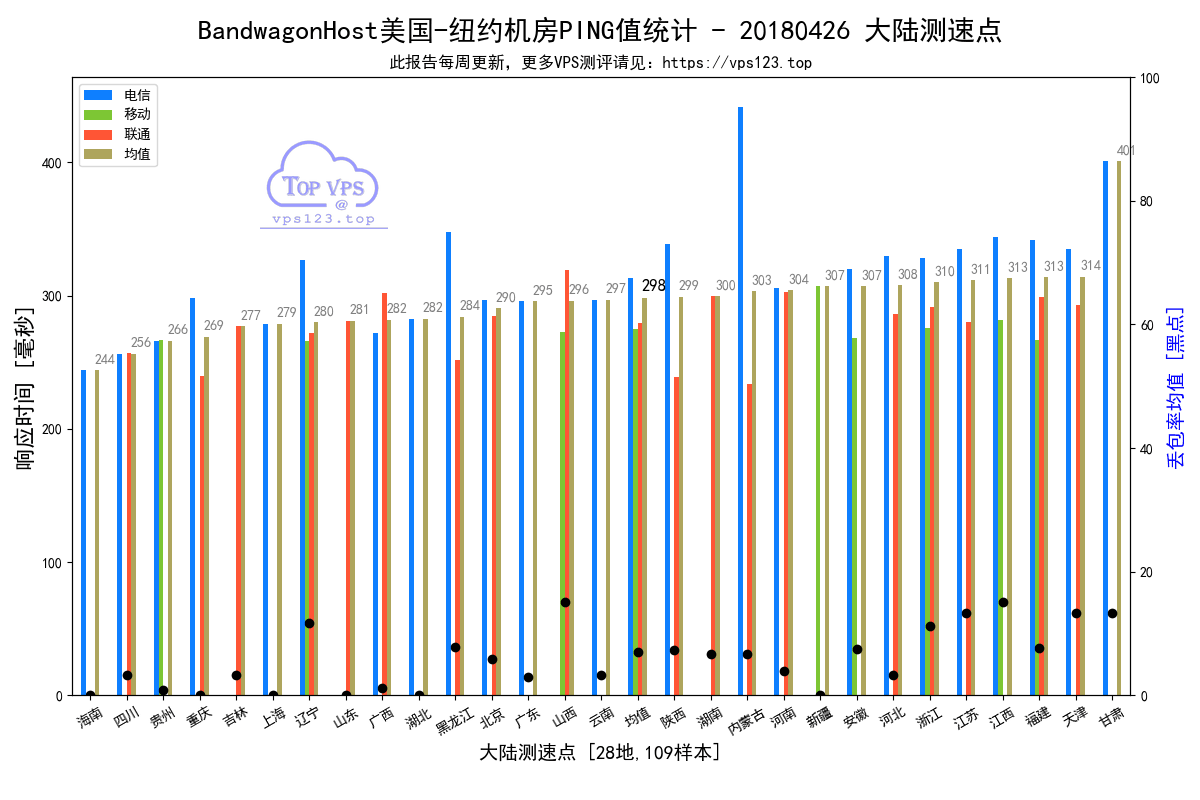 BandwagonHost美国-纽约机房PING值统计 - 20180426 大陆测速点
此报告每周更新，更多VPS测评请见：https://vps123.top
电信
移动
联通
均值
TOP VPS
@
vps123.top
响应时间 [毫秒]
400
300
200
100
0
244
256
266
269
277
279
280
281
282
282
284
290
295
296
297
298
299
300
303
304
307
307
308
310
311
313
313
314
401
100
80
60
40
20
0
丢包率均值 [黑点]
海南
四川
贵州
重庆
吉林
上海
辽宁
山东
广西
湖北
黑龙江
北京
广东
山西
云南
均值
陕西
湖南
内蒙古
河南
新疆
安徽
河北
浙江
江苏
江西
福建
天津
甘肃
大陆测速点 [28地,109样本]